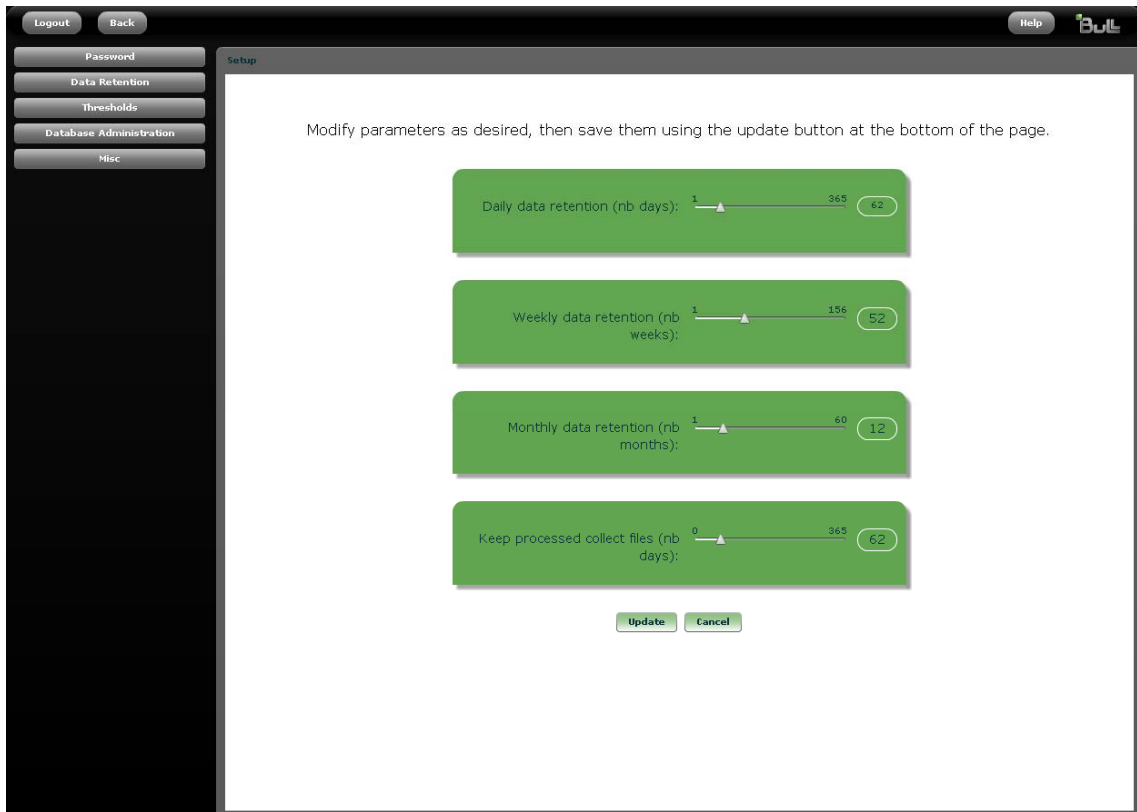 Logout Back Help Bull
Password
Data Retention
Thresholds
Database Administration
Misc
Setup
Modify parameters as desired, then save them using the update button at the bottom of the page.
Daily data retention (nb days): 1 365 62
Weekly data retention (nb 1 156 52
weeks):
Monthly data retention (nb 1 60 12
months):
Keep processed collect files (nb 0 365 62
days):
Update Cancel